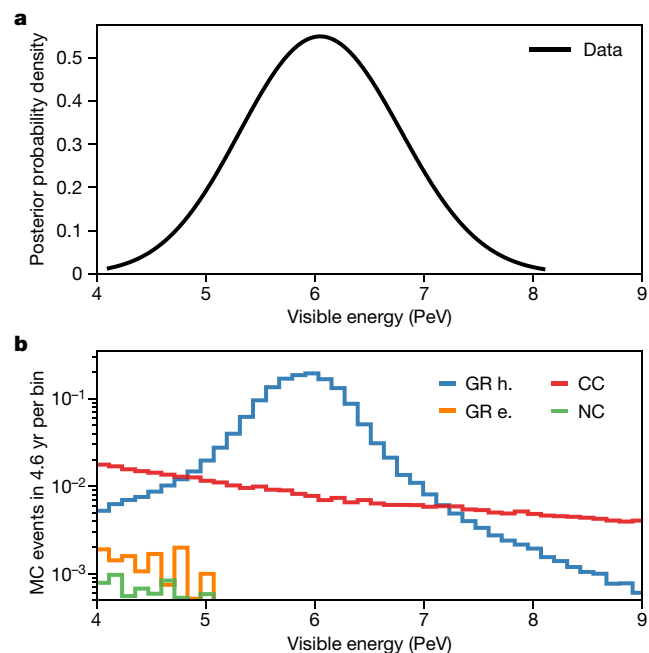 a
Posterior probability density
0.5
0.4
0.3
0.2
0.1
0
Data
4 5 6 7 8 9
Visible energy (PeV)
b
MC events in 4.6 yr per bin
10⁻¹
10⁻²
10⁻³
GR h. CC
GR e. NC
4 5 6 7 8 9
Visible energy (PeV)